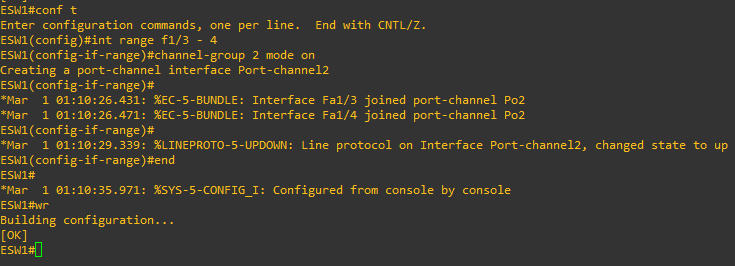 ESW1#conf t
Enter configuration commands, one per line.  End with CNTL/Z.
ESW1(config)#int range f1/3 - 4
ESW1(config-if-range)#channel-group 2 mode on
Creating a port-channel interface Port-channel2
ESW1(config-if-range)#
*Mar  1 01:10:26.431: %EC-5-BUNDLE: Interface Fa1/3 joined port-channel Po2
*Mar  1 01:10:26.471: %EC-5-BUNDLE: Interface Fa1/4 joined port-channel Po2
ESW1(config-if-range)#
*Mar  1 01:10:29.339: %LINEPROTO-5-UPDOWN: Line protocol on Interface Port-channel2, changed state to up
ESW1(config-if-range)#end
ESW1#
*Mar  1 01:10:35.971: %SYS-5-CONFIG_I: Configured from console by console
ESW1#wr
Building configuration...
[OK]
ESW1#